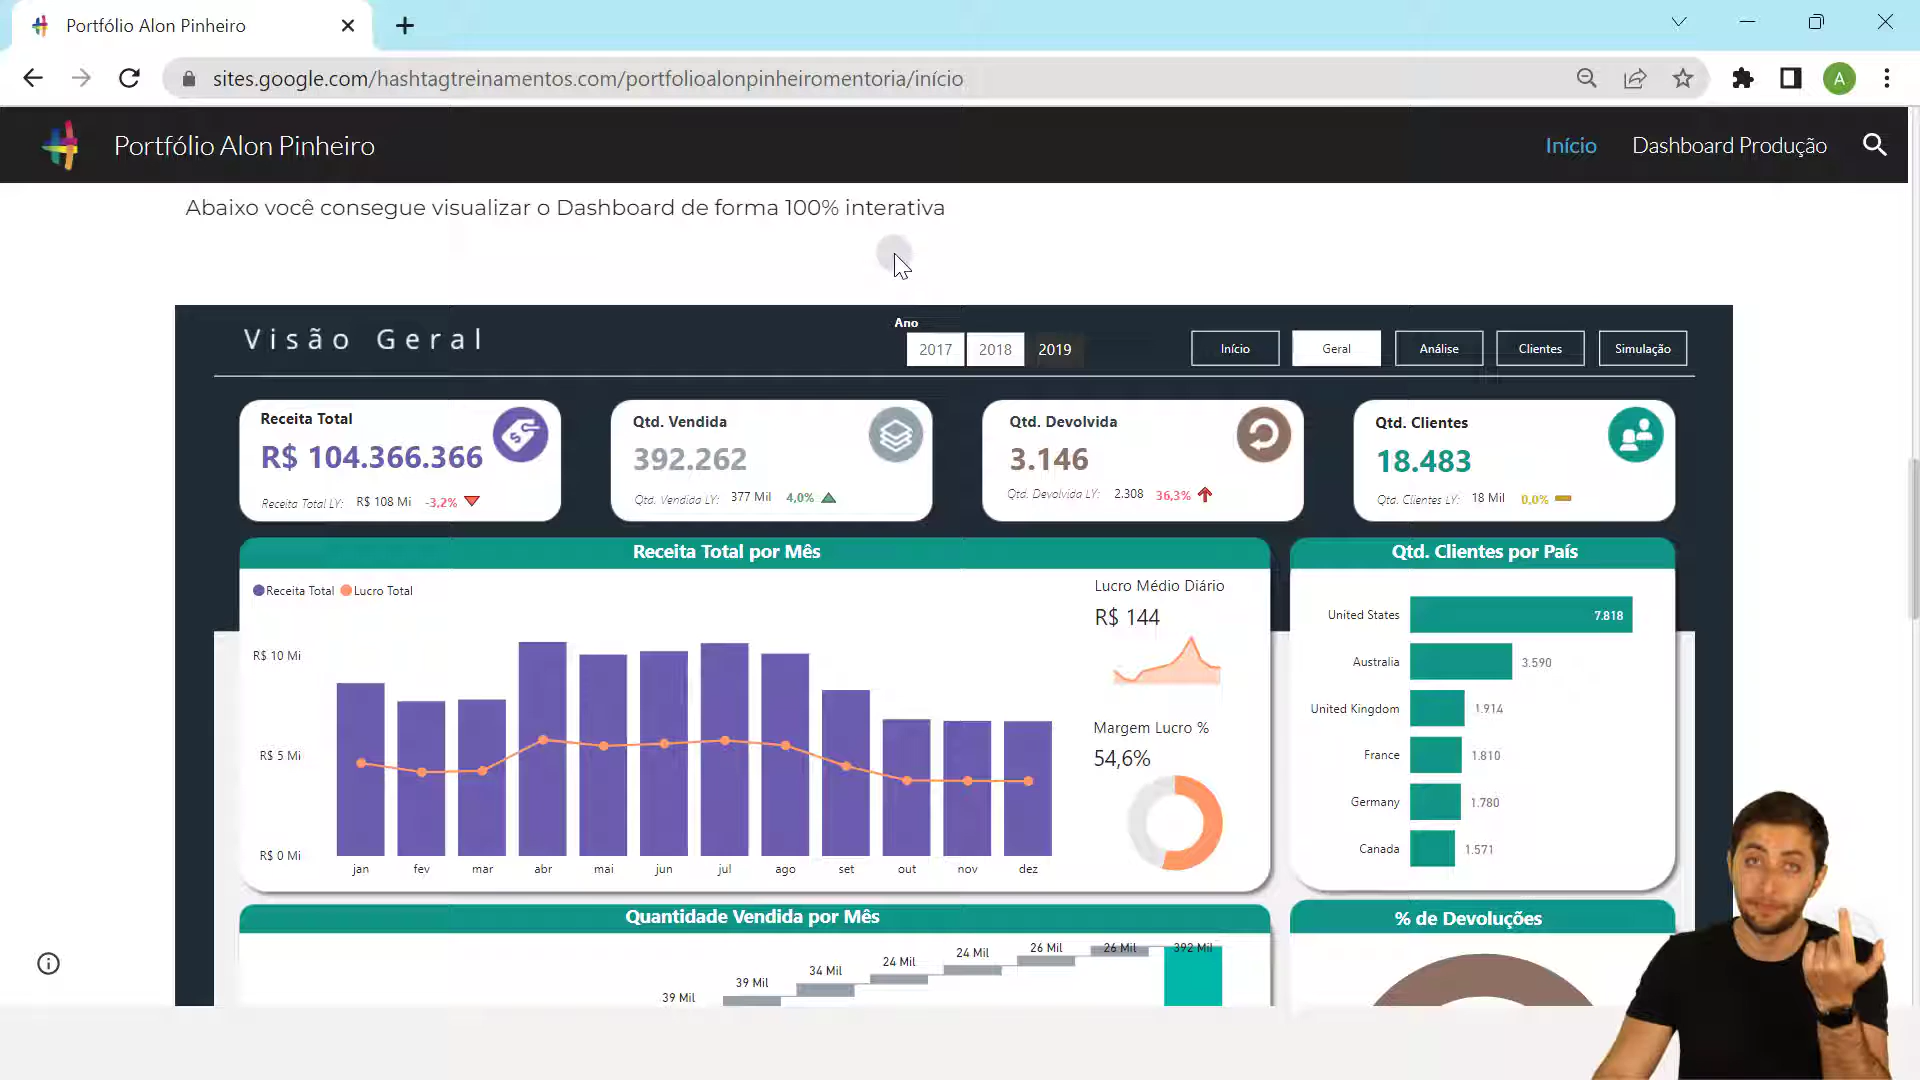 Portfólio Alon Pinheiro
sites.google.com/hashtagtreinamentos.com/portfolioalonpinheiromentoria/início
A
Portfólio Alon Pinheiro
Início
Dashboard Produção
Abaixo você consegue visualizar o Dashboard de forma 100% interativa
Visão Geral
Ano
2017
2018
2019
Início
Geral
Análise
Clientes
Simulação
Receita Total
R$ 104.366.366
Receita Total LY: R$ 108 Mi -3,2%
Qtd. Vendida
392.262
Qtd. Vendida LY: 377 Mil 4,0%
Qtd. Devolvida
3.146
Qtd. Devolvida LY: 2.308 36,3%
Qtd. Clientes
18.483
Qtd. Clientes LY: 18 Mil 0,0%
Receita Total por Mês
Receita Total
Lucro Total
R$ 10 Mi
R$ 5 Mi
R$ 0 Mi
jan
fev
mar
abr
mai
jun
jul
ago
set
out
nov
dez
Lucro Médio Diário
R$ 144
Margem Lucro %
54,6%
Qtd. Clientes por País
United States 7.818
Australia 3.590
United Kingdom 1.914
France 1.810
Germany 1.780
Canada 1.571
Quantidade Vendida por Mês
39 Mil
39 Mil
34 Mil
24 Mil
24 Mil
26 Mil
26 Mil
392 Mil
% de Devoluções